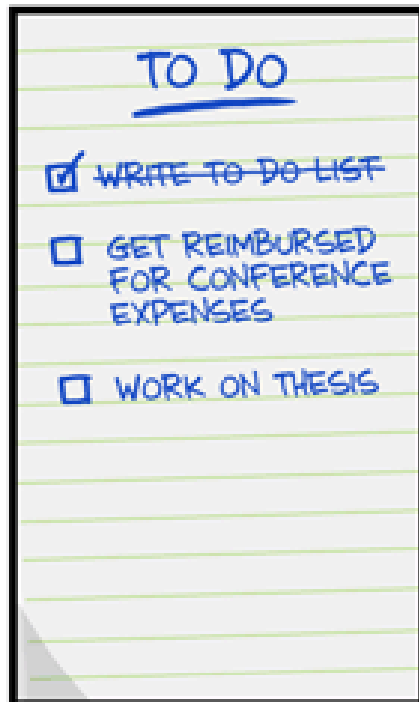 TO DO
WRITE TO DO LIST
GET REIMBURSED
FOR CONFERENCE
EXPENSES
WORK ON THESIS